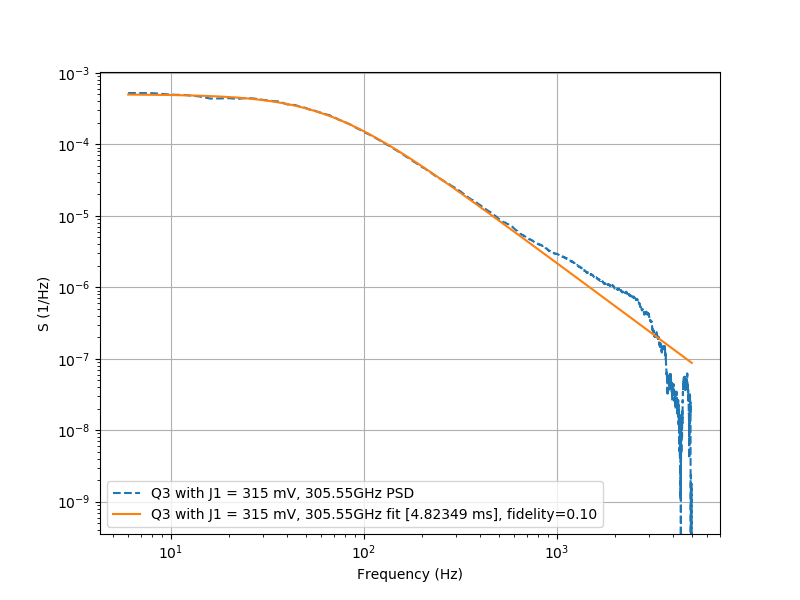 10⁻³
10⁻⁴
10⁻⁵
10⁻⁶
10⁻⁷
10⁻⁸
10⁻⁹
S (1/Hz)
Q3 with J1 = 315 mV, 305.55GHz PSD
Q3 with J1 = 315 mV, 305.55GHz fit [4.82349 ms], fidelity=0.10
10¹ 10² 10³
Frequency (Hz)